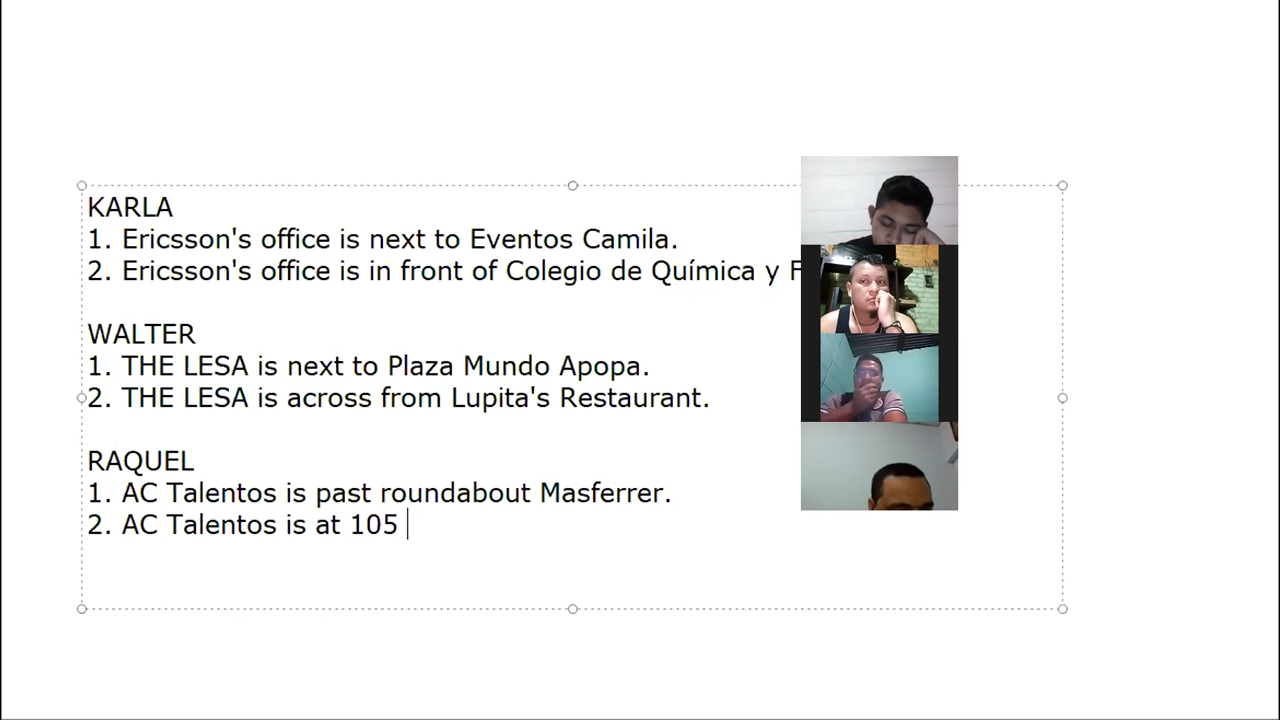 KARLA
1. Ericsson's office is next to Eventos Camila.
2. Ericsson's office is in front of Colegio de Química y
WALTER
1. THE LESA is next to Plaza Mundo Apopa.
2. THE LESA is across from Lupita's Restaurant.
RAQUEL
1. AC Talentos is past roundabout Masferrer.
2. AC Talentos is at 105